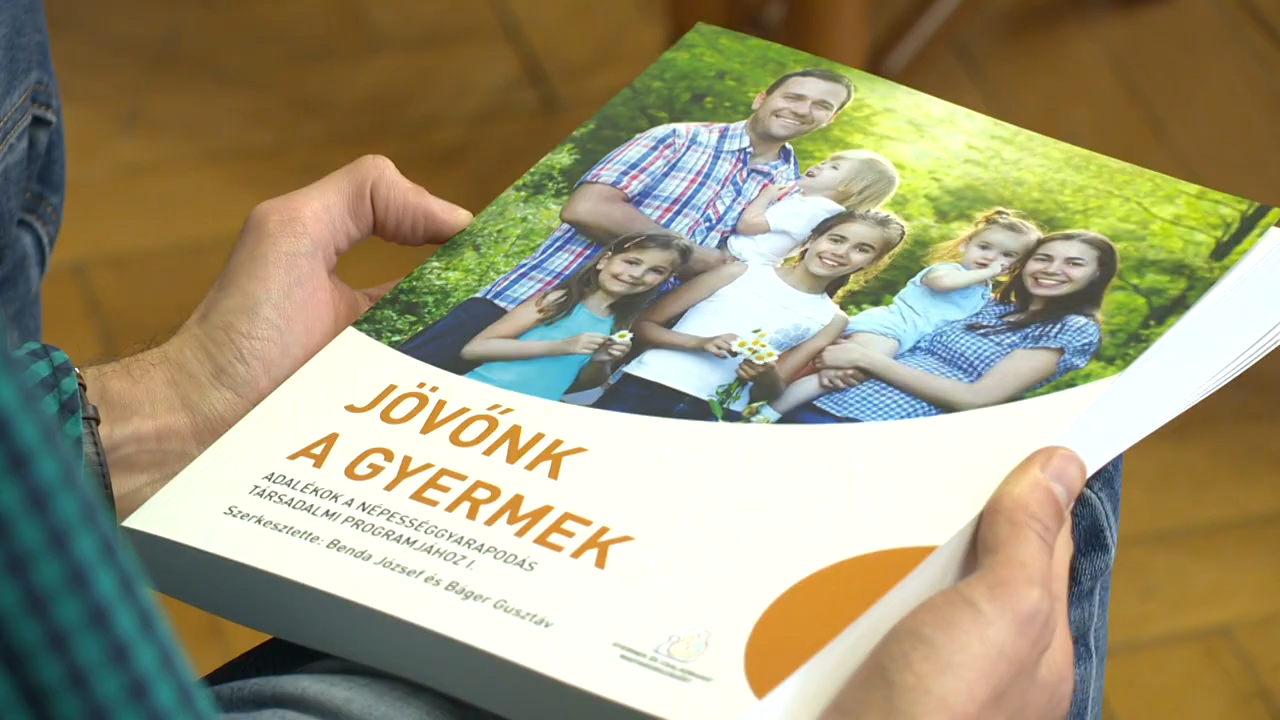 JÖVŐNK
A GYERMEK
ADALÉKOK A NÉPESSÉGGYARAPODÁS
TÁRSADALMI PROGRAMJÁHOZ I.
Szerkesztette: Benda József és Báger Gusztáv